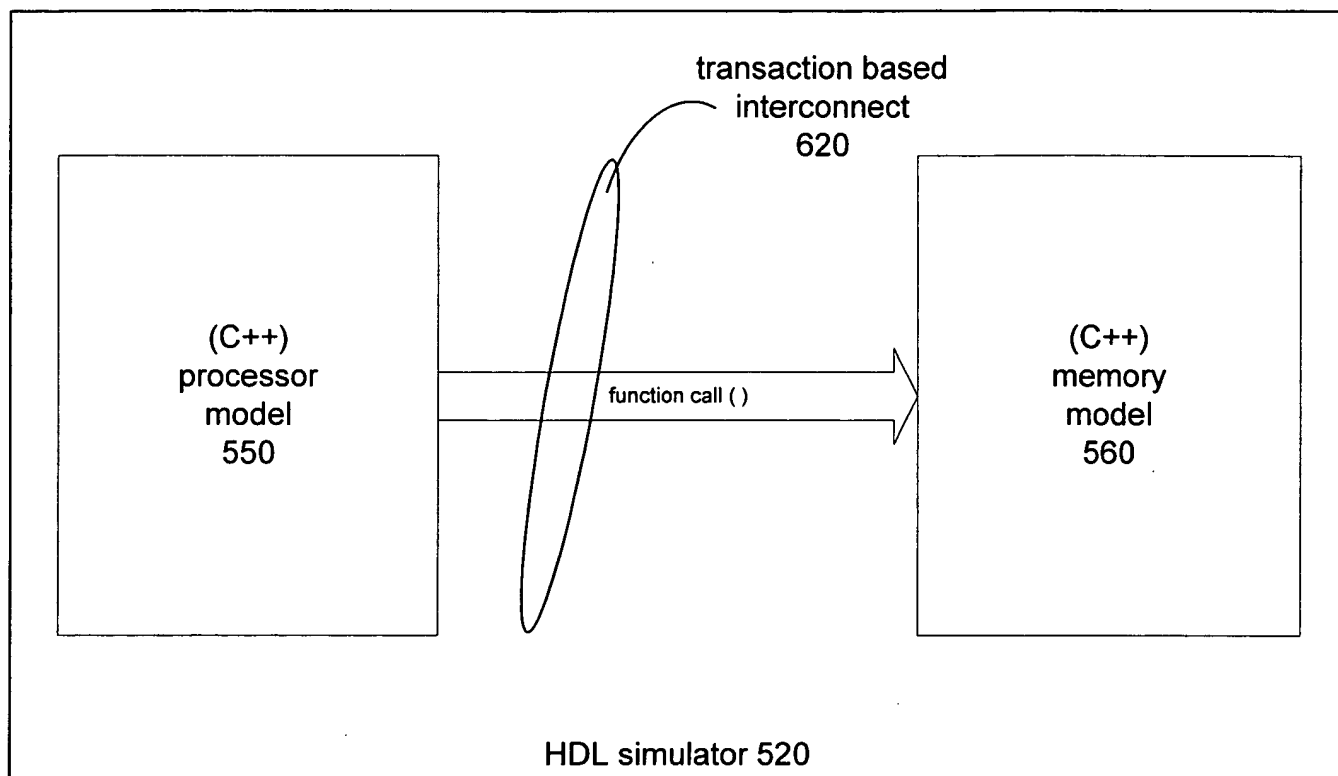 transaction based
interconnect
620
(C++)
processor
model
550
function call ( )
(C++)
memory
model
560
HDL simulator 520